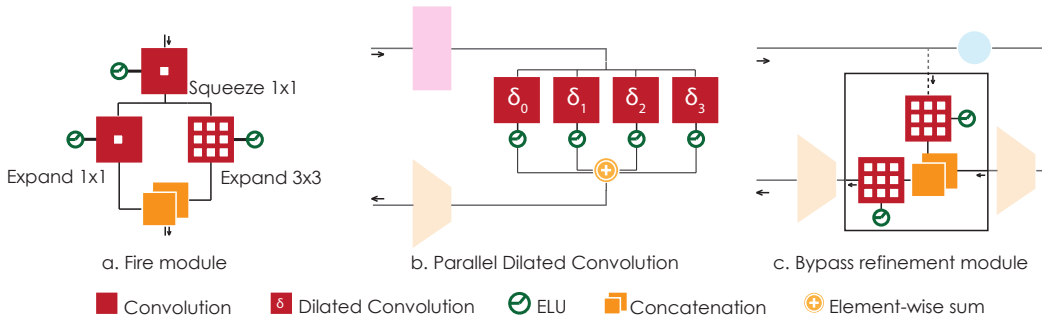 Squeeze 1x1
Expand 1x1
Expand 3x3
δ0
δ1
δ2
δ3
a. Fire module
b. Parallel Dilated Convolution
c. Bypass refinement module
Convolution
δ Dilated Convolution
ELU
Concatenation
Element-wise sum